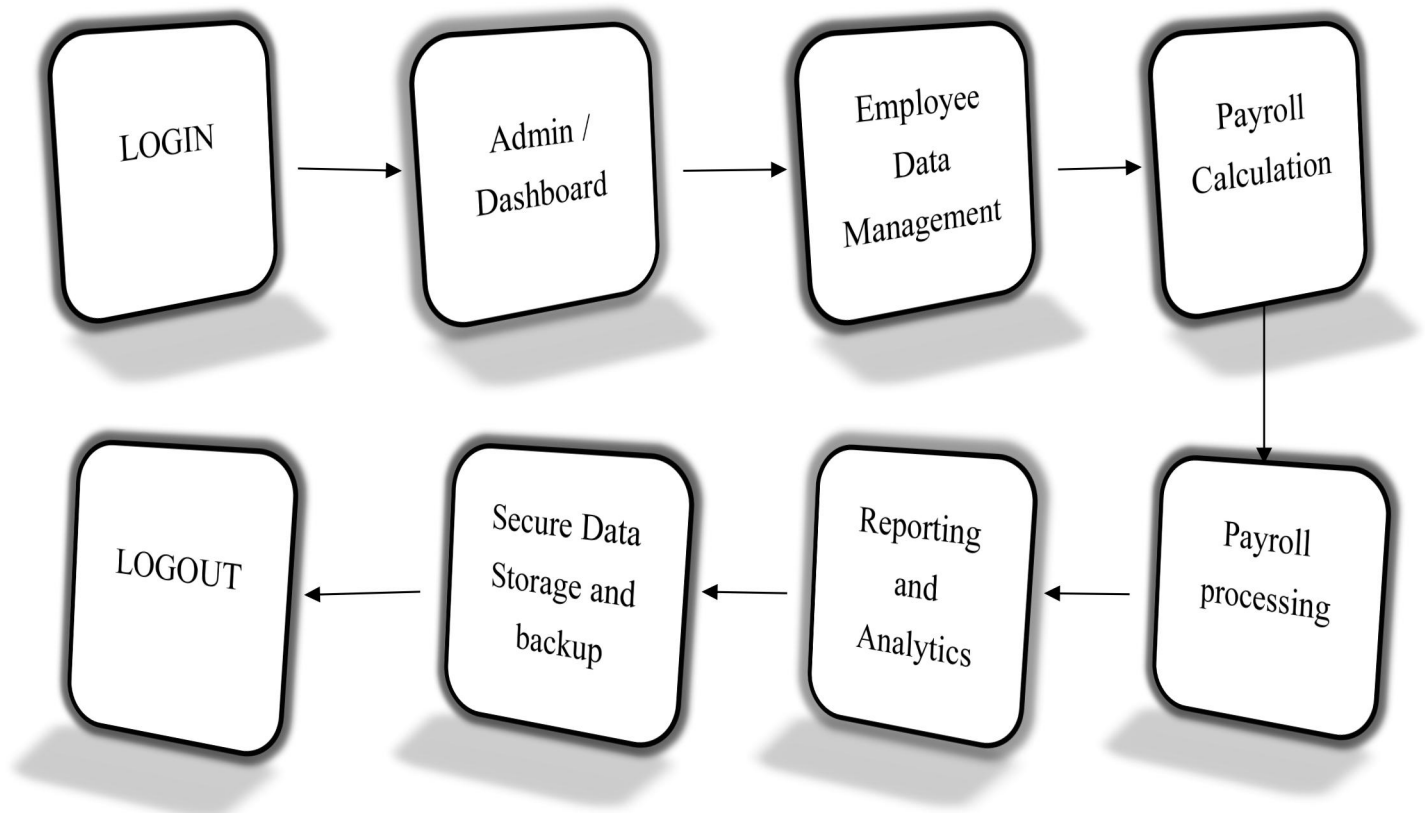 LOGIN
Admin /
Dashboard
Employee
Data
Management
Payroll
Calculation
Payroll
processing
Reporting
and
Analytics
Secure Data
Storage and
backup
LOGOUT